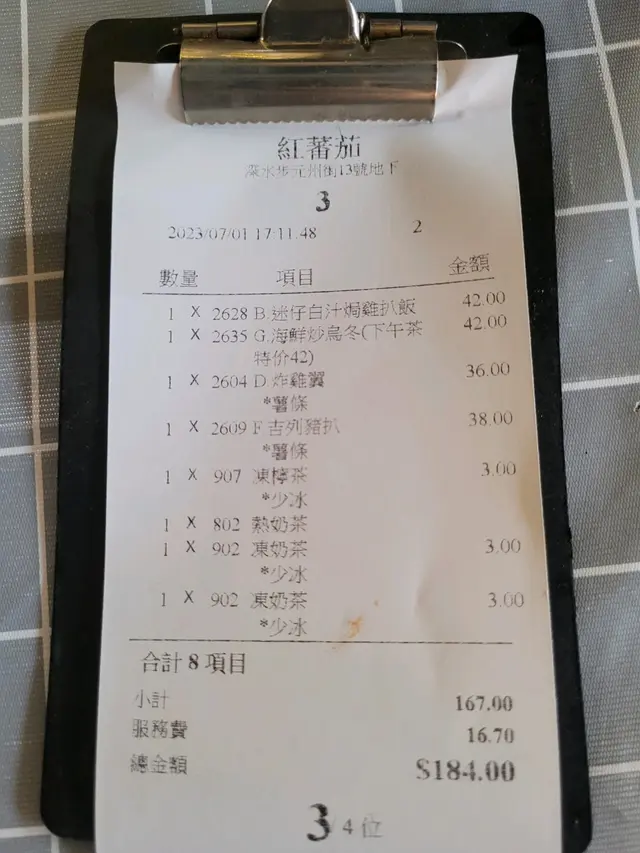 紅蕃茄
深水埗元州街13號地下
3
2023/07/01 17:11:48 2
數量 項目 金額
1 X 2628 B.迷仔白汁焗雞扒飯 42.00
1 X 2635 G.海鮮炒烏冬(下午茶 42.00
特价42)
1 X 2604 D 炸雞翼 36.00
*薯條
1 X 2609 F 吉列豬扒 38.00
*薯條
1 X 907 凍檸茶 3.00
*少冰
1 X 802 熱奶茶
1 X 902 凍奶茶 3.00
*少冰
1 X 902 凍奶茶 3.00
*少冰
合計 8 項目
小計 167.00
服務費 16.70
總金額 $184.00
3 / 4 位